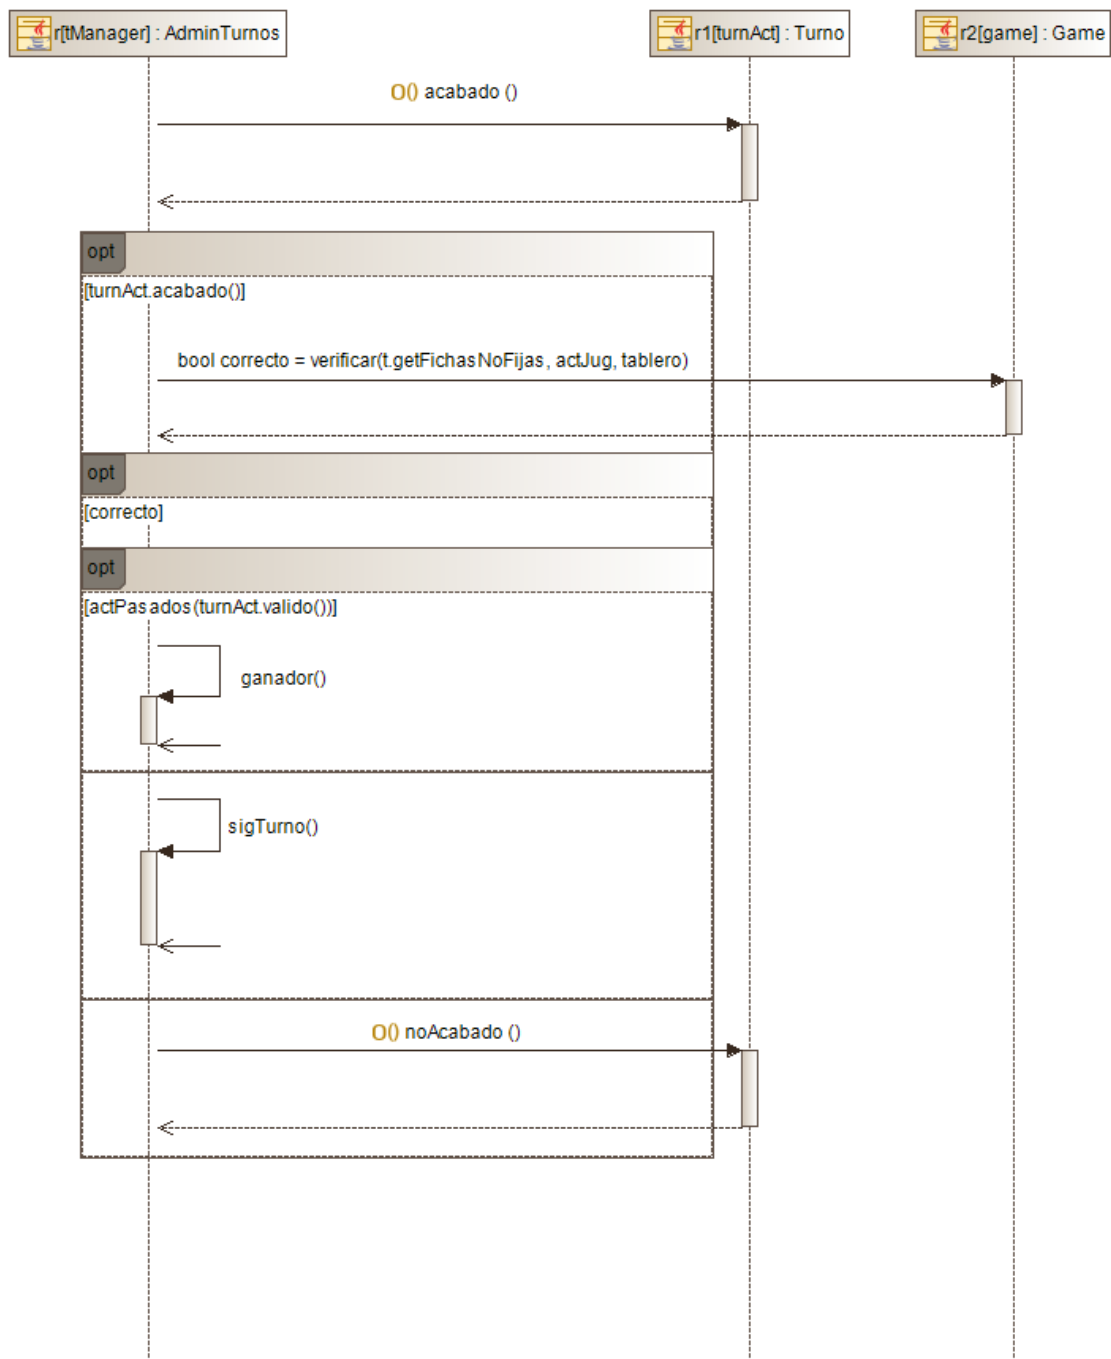 r[tManager] : AdminTurnos
r1[turnAct] : Turno
r2[game] : Game
O() acabado ()
opt
[turnAct.acabado()]
bool correcto = verificar(t.getFichasNoFijas, actJug, tablero)
opt
[correcto]
opt
[actPasados(turnAct.valido())]
ganador()
sigTurno()
O() noAcabado ()